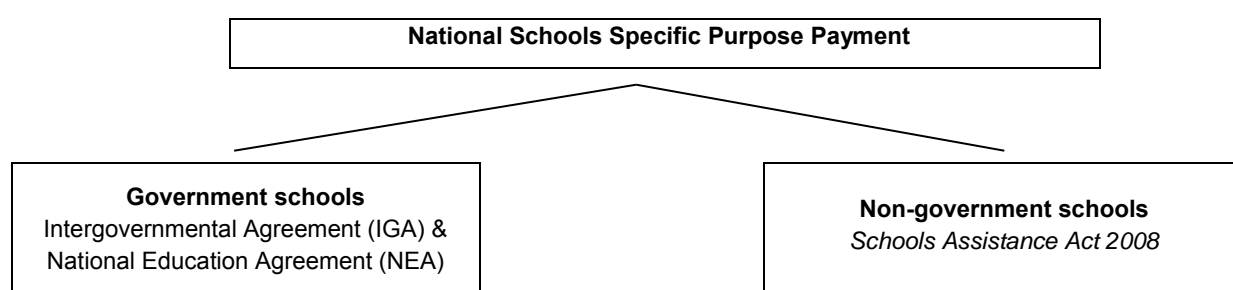 National Schools Specific Purpose Payment
Government schools
Intergovernmental Agreement (IGA) &
National Education Agreement (NEA)
Non-government schools
Schools Assistance Act 2008